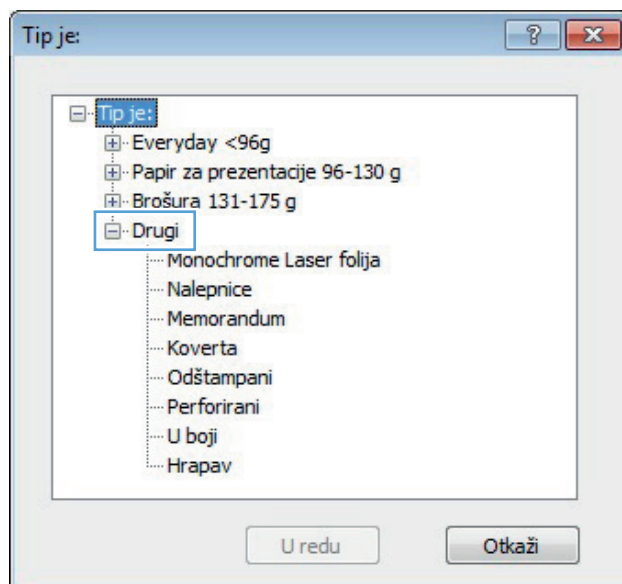 Tip je:
Tip je:
Everyday <96g
Papir za prezentacije 96-130 g
Brošura 131-175 g
Drugi
Monochrome Laser folija
Nalepnice
Memorandum
Koverta
Odštampani
Perforirani
U boji
Hrapav
U redu Otkaži